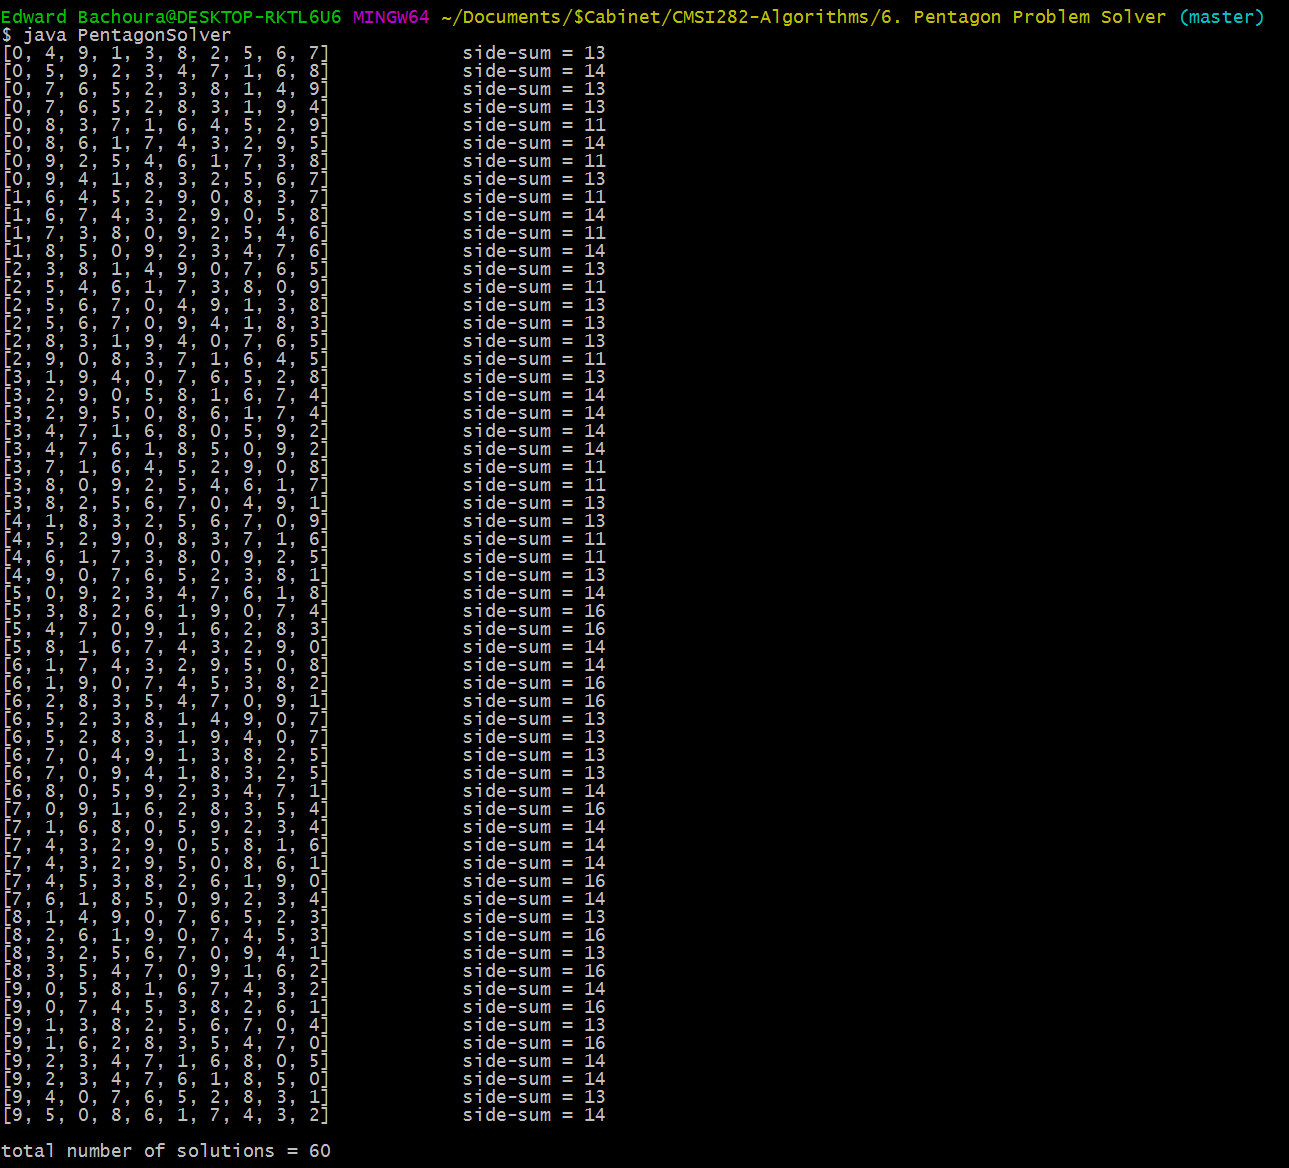 Edward Bachoura@DESKTOP-RKTL6U6 MINGW64 ~/Documents/$Cabinet/CMSI282-Algorithms/6. Pentagon Problem Solver (master)
$ java PentagonSolver
[0, 4, 9, 1, 3, 8, 2, 5, 6, 7] side-sum = 13
[0, 5, 9, 2, 3, 4, 7, 1, 6, 8] side-sum = 14
[0, 7, 6, 5, 2, 3, 8, 1, 4, 9] side-sum = 13
[0, 7, 6, 5, 2, 8, 3, 1, 9, 4] side-sum = 13
[0, 8, 3, 7, 1, 6, 4, 5, 2, 9] side-sum = 11
[0, 8, 6, 1, 7, 4, 3, 2, 9, 5] side-sum = 14
[0, 9, 2, 5, 4, 6, 1, 7, 3, 8] side-sum = 11
[0, 9, 4, 1, 8, 3, 2, 5, 6, 7] side-sum = 13
[1, 6, 4, 5, 2, 9, 0, 8, 3, 7] side-sum = 11
[1, 6, 7, 4, 3, 2, 9, 0, 5, 8] side-sum = 14
[1, 7, 3, 8, 0, 9, 2, 5, 4, 6] side-sum = 11
[1, 8, 5, 0, 9, 2, 3, 4, 7, 6] side-sum = 14
[2, 3, 8, 1, 4, 9, 0, 7, 6, 5] side-sum = 13
[2, 5, 4, 6, 1, 7, 3, 8, 0, 9] side-sum = 11
[2, 5, 6, 7, 0, 4, 9, 1, 3, 8] side-sum = 13
[2, 5, 6, 7, 0, 9, 4, 1, 8, 3] side-sum = 13
[2, 8, 3, 1, 9, 4, 0, 7, 6, 5] side-sum = 13
[2, 9, 0, 8, 3, 7, 1, 6, 4, 5] side-sum = 11
[3, 1, 9, 4, 0, 7, 6, 5, 2, 8] side-sum = 13
[3, 2, 9, 0, 5, 8, 1, 6, 7, 4] side-sum = 14
[3, 2, 9, 5, 0, 8, 6, 1, 7, 4] side-sum = 14
[3, 4, 7, 1, 6, 8, 0, 5, 9, 2] side-sum = 14
[3, 4, 7, 6, 1, 8, 5, 0, 9, 2] side-sum = 14
[3, 7, 1, 6, 4, 5, 2, 9, 0, 8] side-sum = 11
[3, 8, 0, 9, 2, 5, 4, 6, 1, 7] side-sum = 11
[3, 8, 2, 5, 6, 7, 0, 4, 9, 1] side-sum = 13
[4, 1, 8, 3, 2, 5, 6, 7, 0, 9] side-sum = 13
[4, 5, 2, 9, 0, 8, 3, 7, 1, 6] side-sum = 11
[4, 6, 1, 7, 3, 8, 0, 9, 2, 5] side-sum = 11
[4, 9, 0, 7, 6, 5, 2, 3, 8, 1] side-sum = 13
[5, 0, 9, 2, 3, 4, 7, 6, 1, 8] side-sum = 14
[5, 3, 8, 2, 6, 1, 9, 0, 7, 4] side-sum = 16
[5, 4, 7, 0, 9, 1, 6, 2, 8, 3] side-sum = 16
[5, 8, 1, 6, 7, 4, 3, 2, 9, 0] side-sum = 14
[6, 1, 7, 4, 3, 2, 9, 5, 0, 8] side-sum = 14
[6, 1, 9, 0, 7, 4, 5, 3, 8, 2] side-sum = 16
[6, 2, 8, 3, 5, 4, 7, 0, 9, 1] side-sum = 16
[6, 5, 2, 3, 8, 1, 4, 9, 0, 7] side-sum = 13
[6, 5, 2, 8, 3, 1, 9, 4, 0, 7] side-sum = 13
[6, 7, 0, 4, 9, 1, 3, 8, 2, 5] side-sum = 13
[6, 7, 0, 9, 4, 1, 8, 3, 2, 5] side-sum = 13
[6, 8, 0, 5, 9, 2, 3, 4, 7, 1] side-sum = 14
[7, 0, 9, 1, 6, 2, 8, 3, 5, 4] side-sum = 16
[7, 1, 6, 8, 0, 5, 9, 2, 3, 4] side-sum = 14
[7, 4, 3, 2, 9, 0, 5, 8, 1, 6] side-sum = 14
[7, 4, 3, 2, 9, 5, 0, 8, 6, 1] side-sum = 14
[7, 4, 5, 3, 8, 2, 6, 1, 9, 0] side-sum = 16
[7, 6, 1, 8, 5, 0, 9, 2, 3, 4] side-sum = 14
[8, 1, 4, 9, 0, 7, 6, 5, 2, 3] side-sum = 13
[8, 2, 6, 1, 9, 0, 7, 4, 5, 3] side-sum = 16
[8, 3, 2, 5, 6, 7, 0, 9, 4, 1] side-sum = 13
[8, 3, 5, 4, 7, 0, 9, 1, 6, 2] side-sum = 16
[9, 0, 5, 8, 1, 6, 7, 4, 3, 2] side-sum = 14
[9, 0, 7, 4, 5, 3, 8, 2, 6, 1] side-sum = 16
[9, 1, 3, 8, 2, 5, 6, 7, 0, 4] side-sum = 13
[9, 1, 6, 2, 8, 3, 5, 4, 7, 0] side-sum = 16
[9, 2, 3, 4, 7, 1, 6, 8, 0, 5] side-sum = 14
[9, 2, 3, 4, 7, 6, 1, 8, 5, 0] side-sum = 14
[9, 4, 0, 7, 6, 5, 2, 8, 3, 1] side-sum = 13
[9, 5, 0, 8, 6, 1, 7, 4, 3, 2] side-sum = 14
total number of solutions = 60